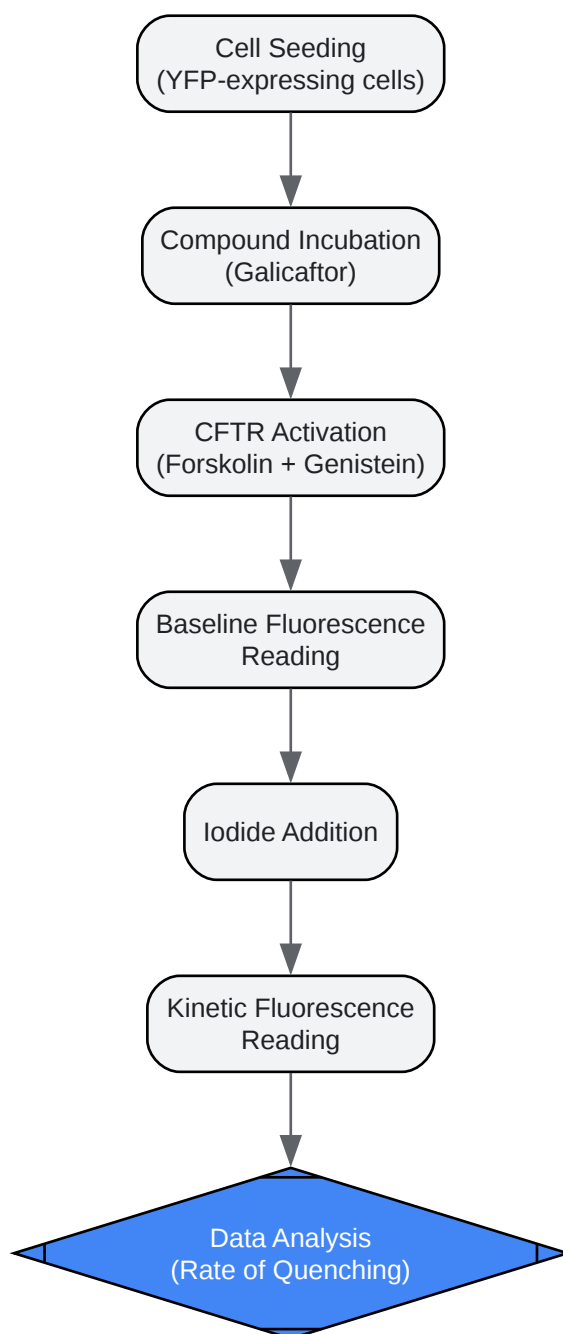 Cell Seeding
(YFP-expressing cells)
Compound Incubation
(Galicaftor)
CFTR Activation
(Forskolin + Genistein)
Baseline Fluorescence
Reading
Iodide Addition
Kinetic Fluorescence
Reading
Data Analysis
(Rate of Quenching)